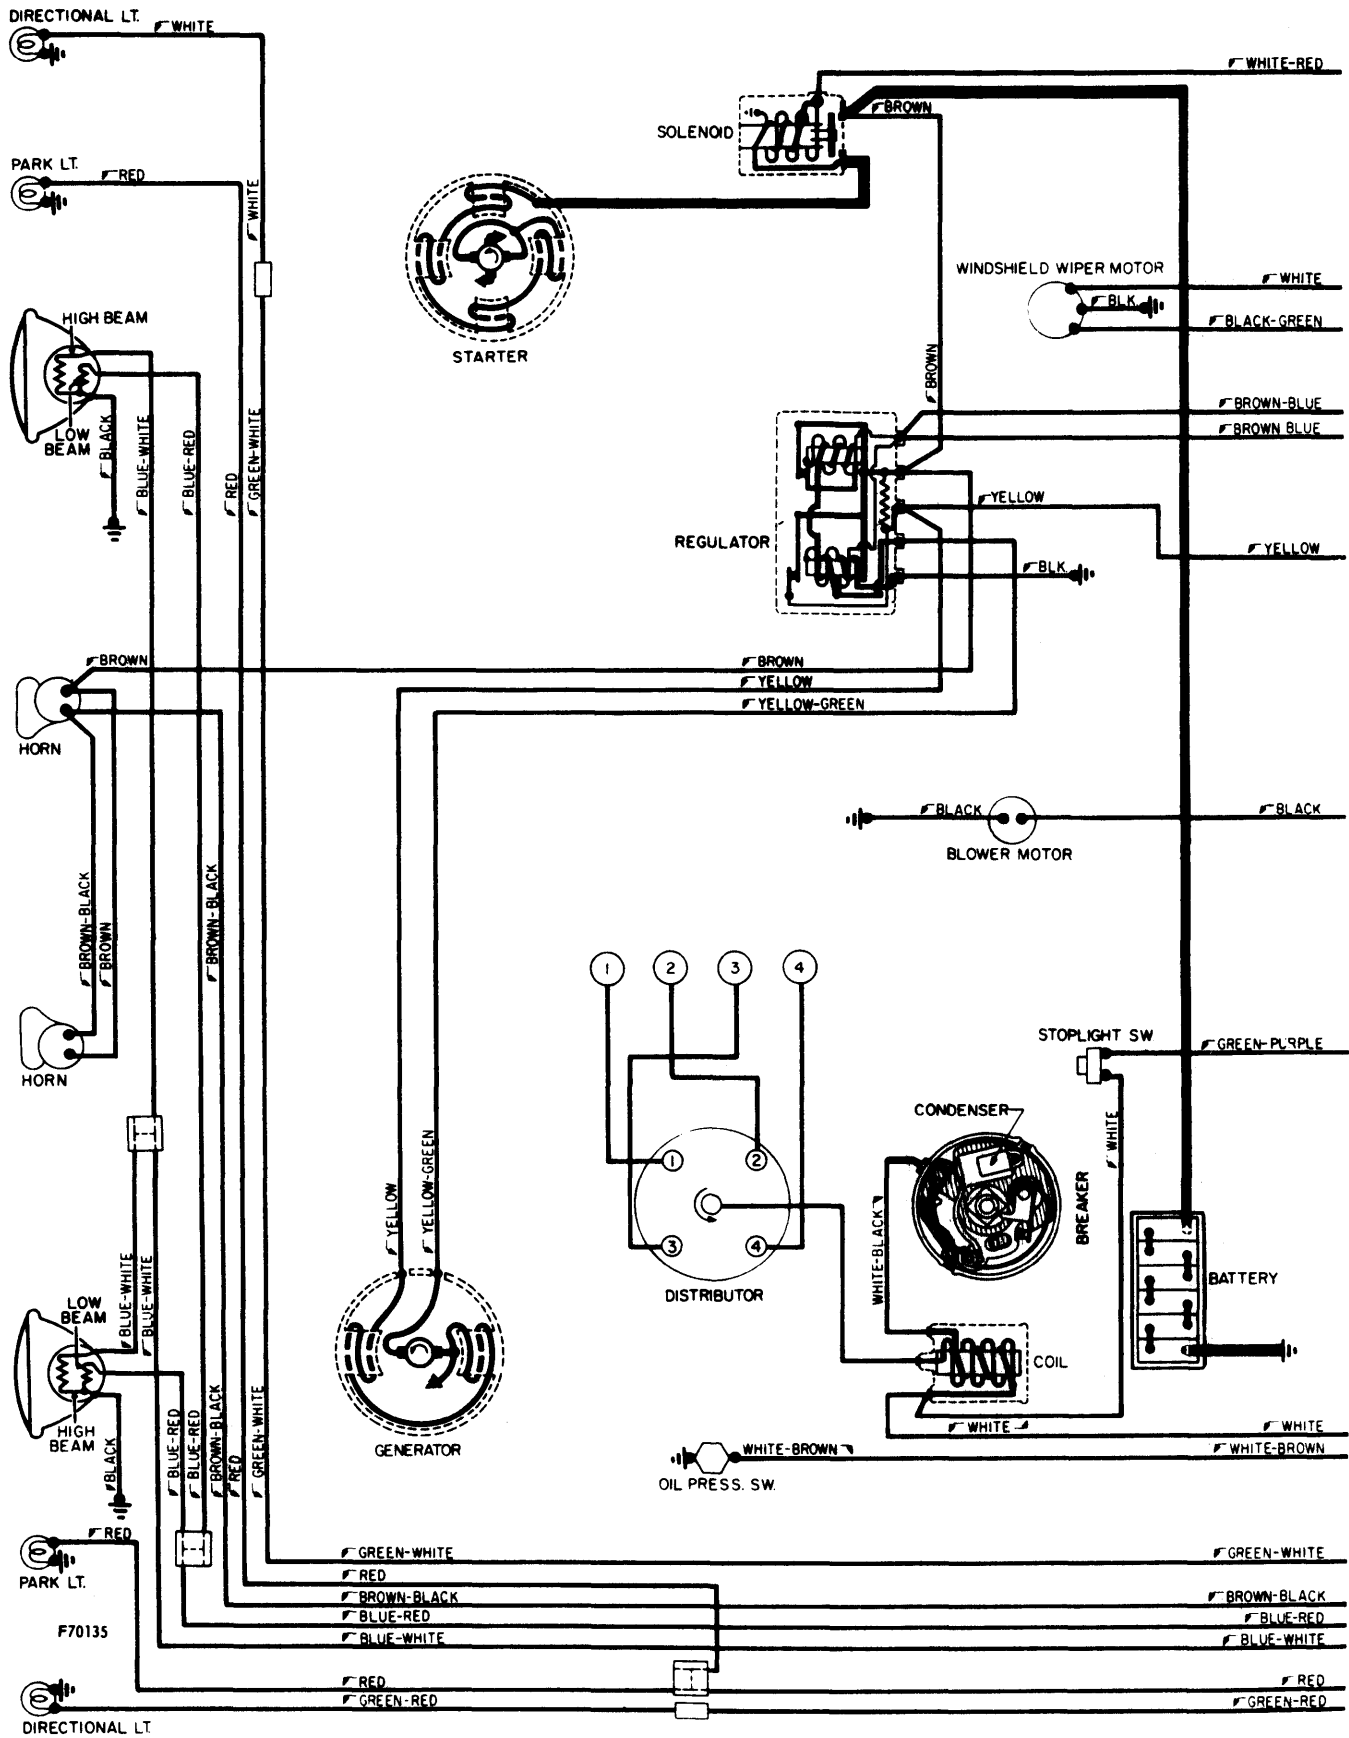 DIRECTIONAL LT.
WHITE
WHITE-RED
BROWN
SOLENOID
PARK LT.
RED
WHITE
WINDSHIELD WIPER MOTOR
WHITE
BLK.
BLACK-GREEN
HIGH BEAM
STARTER
BROWN
BROWN-BLUE
BROWN BLUE
LOW
BEAM
BLACK
BLUE-WHITE
BLUE-RED
RED
GREEN-WHITE
YELLOW
REGULATOR
YELLOW
BLK.
BROWN
BROWN
YELLOW
YELLOW-GREEN
HORN
BLACK
BLACK
BLOWER MOTOR
BROWN-BLACK
BROWN
BROWN-BLACK
1
2
3
4
STOPLIGHT SW
GREEN-PURPLE
HORN
CONDENSER
WHITE
1
2
YELLOW
YELLOW-GREEN
WHITE-BLACK
BREAKER
3
4
BATTERY
DISTRIBUTOR
BLUE-WHITE
BLUE-WHITE
LOW
BEAM
COIL
HIGH
BEAM
BLACK
BLUE-RED
BLUE-RED
BROWN-BLACK
RED
GREEN-WHITE
GENERATOR
WHITE
WHITE
WHITE-BROWN
WHITE-BROWN
OIL PRESS. SW.
RED
PARK LT.
GREEN-WHITE
GREEN-WHITE
RED
BROWN-BLACK
BROWN-BLACK
BLUE-RED
BLUE-RED
F70135
BLUE-WHITE
BLUE-WHITE
RED
RED
GREEN-RED
GREEN-RED
DIRECTIONAL LT.